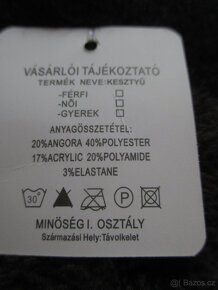 VÁSÁRLÓI TÁJÉKOZTATÓ
TERMÉK NEVE:KESZTYŰ
-FÉRFI
-NŐI
-GYEREK
ANYAGÖSSZETÉTEL:
20%ANGORA 40%POLYESTER
17%ACRYLIC 20%POLYAMIDE
3%ELASTANE
30°
MINŐSÉG I. OSZTÁLY
Származási Hely:Távolkelet
Bazos.cz